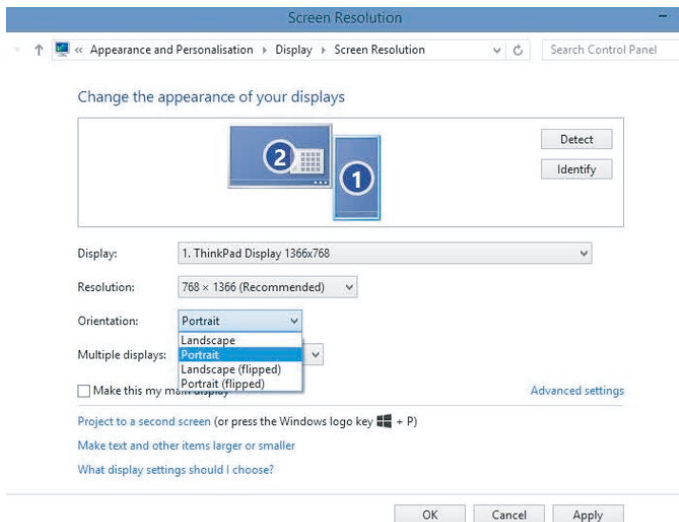 Screen Resolution
« Appearance and Personalisation Display Screen Resolution Search Control Panel
Change the appearance of your displays
2 1
Detect
Identify
Display: 1. ThinkPad Display 1366x768
Resolution: 768 × 1366 (Recommended)
Orientation: Portrait
Landscape
Multiple displays: Portrait
Landscape (flipped)
Portrait (flipped)
Make this my display
Advanced settings
Project to a second screen (or press the Windows logo key + P)
Make text and other items larger or smaller
What display settings should I choose?
OK Cancel Apply